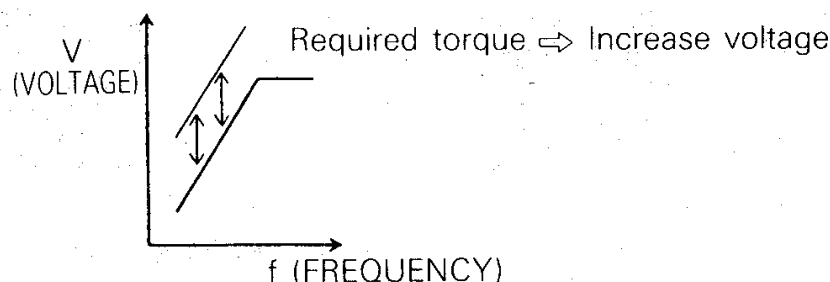 V
(VOLTAGE)
Required torque ⇨ Increase voltage
f (FREQUENCY)